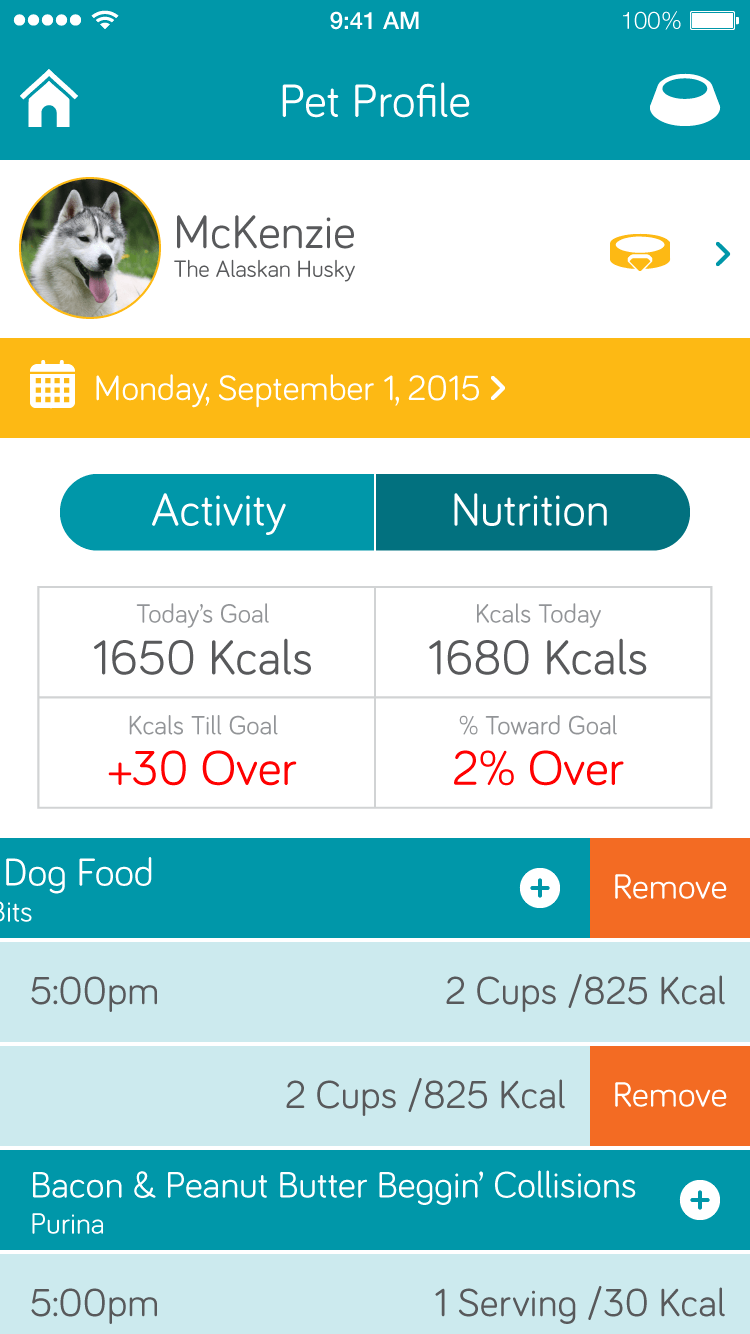 9:41 AM 100%
Pet Profile
McKenzie
The Alaskan Husky
Monday, September 1, 2015
Activity Nutrition
Today's Goal Kcals Today
1650 Kcals 1680 Kcals
Kcals Till Goal % Toward Goal
+30 Over 2% Over
Dog Food
Bits
Remove
5:00pm 2 Cups /825 Kcal
2 Cups /825 Kcal Remove
Bacon & Peanut Butter Beggin' Collisions
Purina
5:00pm 1 Serving /30 Kcal